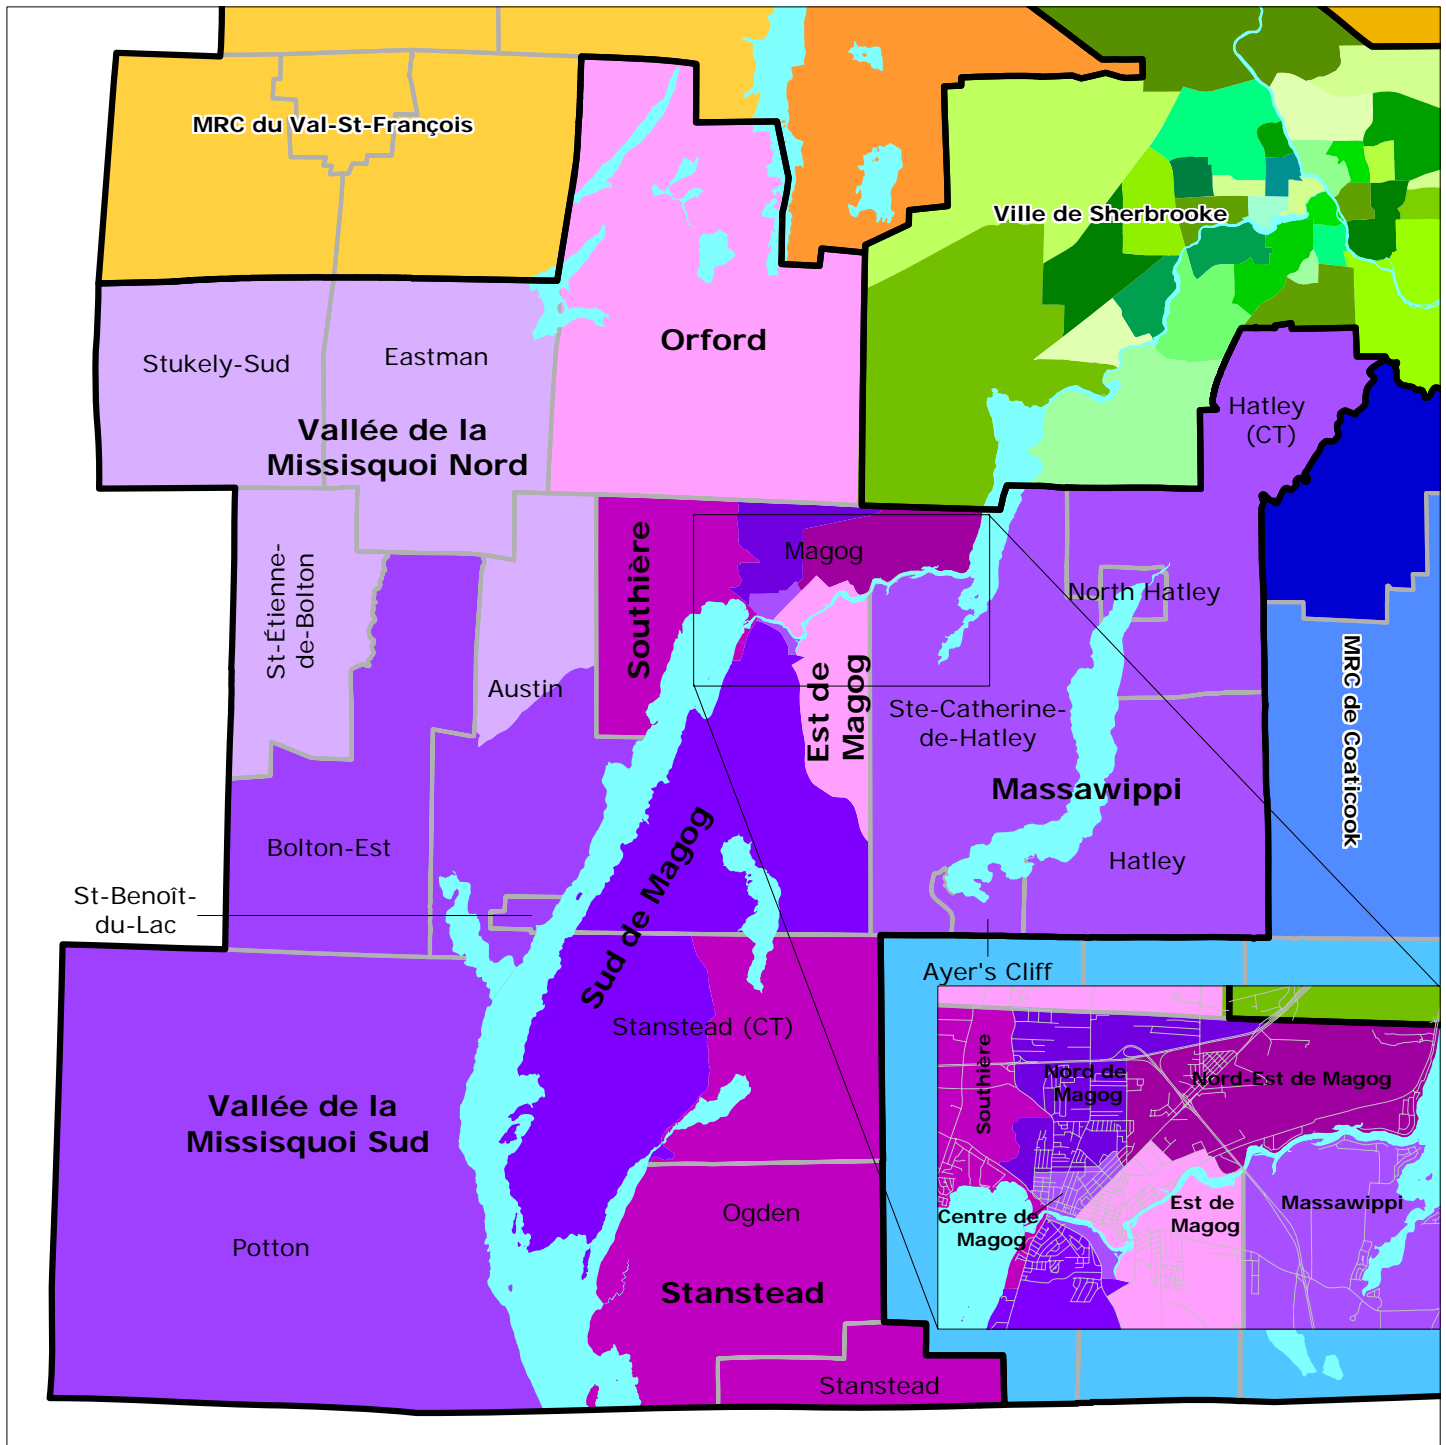 MRC du Val-St-François
Ville de Sherbrooke
Orford
Stukely-Sud
Eastman
Vallée de la
Missisquoi Nord
Hatley
(CT)
St-Étienne-
de-Bolton
Southière
Magog
North Hatley
Austin
Est de
Magog
Ste-Catherine-
de-Hatley
MRC de Coaticook
Massawippi
Bolton-Est
Hatley
St-Benoît-
du-Lac
Sud de Magog
Ayer's Cliff
Stanstead (CT)
Vallée de la
Missisquoi Sud
Potton
Ogden
Stanstead
Stanstead
Southière
Nord de
Magog
Nord-Est de Magog
Centre de
Magog
Est de
Magog
Massawippi